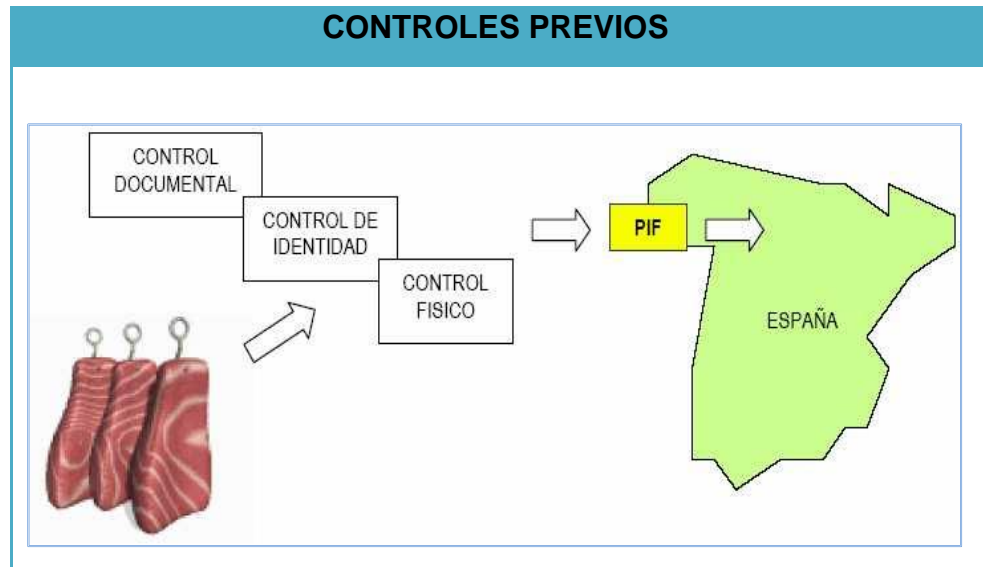 CONTROLES PREVIOS
CONTROL
DOCUMENTAL
CONTROL DE
IDENTIDAD
CONTROL
FISICO
PIF
ESPAÑA